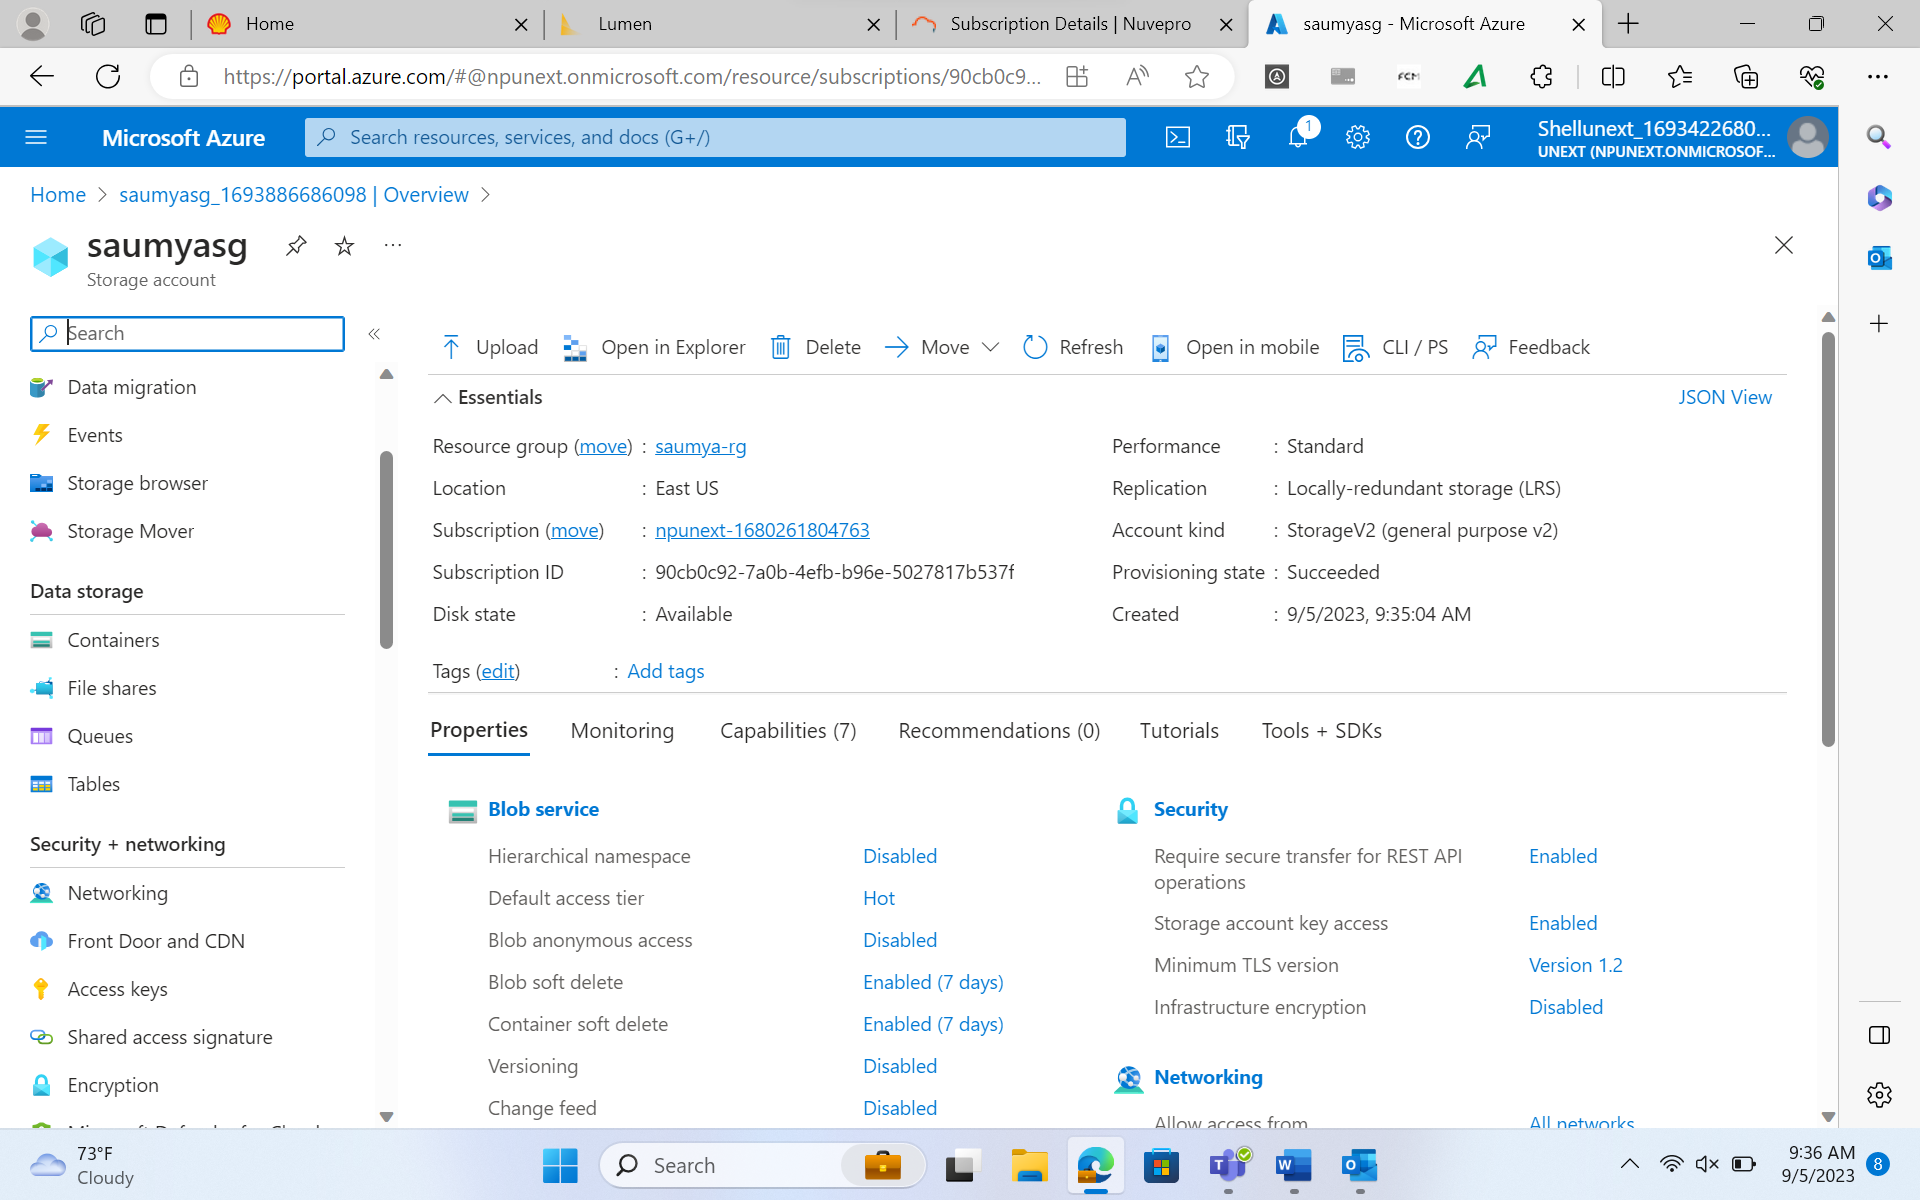 Home
Lumen
Subscription Details | Nuvepro
saumyasg - Microsoft Azure
https://portal.azure.com/#@npunext.onmicrosoft.com/resource/subscriptions/90cb0c9...
FCM
Microsoft Azure
Search resources, services, and docs (G+/)
1
Shellunext_1693422680...
UNEXT (NPUNEXT.ONMICROSOF...
Home > saumyasg_1693886686098 | Overview >
saumyasg
Storage account
Search
Data migration
Events
Storage browser
Storage Mover
Data storage
Containers
File shares
Queues
Tables
Security + networking
Networking
Front Door and CDN
Access keys
Shared access signature
Encryption
Upload
Open in Explorer
Delete
Move
Refresh
Open in mobile
CLI / PS
Feedback
Essentials
JSON View
Resource group (move) : saumya-rg
Location : East US
Subscription (move) : npunext-1680261804763
Subscription ID : 90cb0c92-7a0b-4efb-b96e-5027817b537f
Disk state : Available
Performance : Standard
Replication : Locally-redundant storage (LRS)
Account kind : StorageV2 (general purpose v2)
Provisioning state : Succeeded
Created : 9/5/2023, 9:35:04 AM
Tags (edit) : Add tags
Properties
Monitoring
Capabilities (7)
Recommendations (0)
Tutorials
Tools + SDKs
Blob service
Hierarchical namespace Disabled
Default access tier Hot
Blob anonymous access Disabled
Blob soft delete Enabled (7 days)
Container soft delete Enabled (7 days)
Versioning Disabled
Change feed Disabled
Security
Require secure transfer for REST API Enabled
operations
Storage account key access Enabled
Minimum TLS version Version 1.2
Infrastructure encryption Disabled
Networking
Allow access from All networks
73°F
Cloudy
Search
9:36 AM
9/5/2023
8